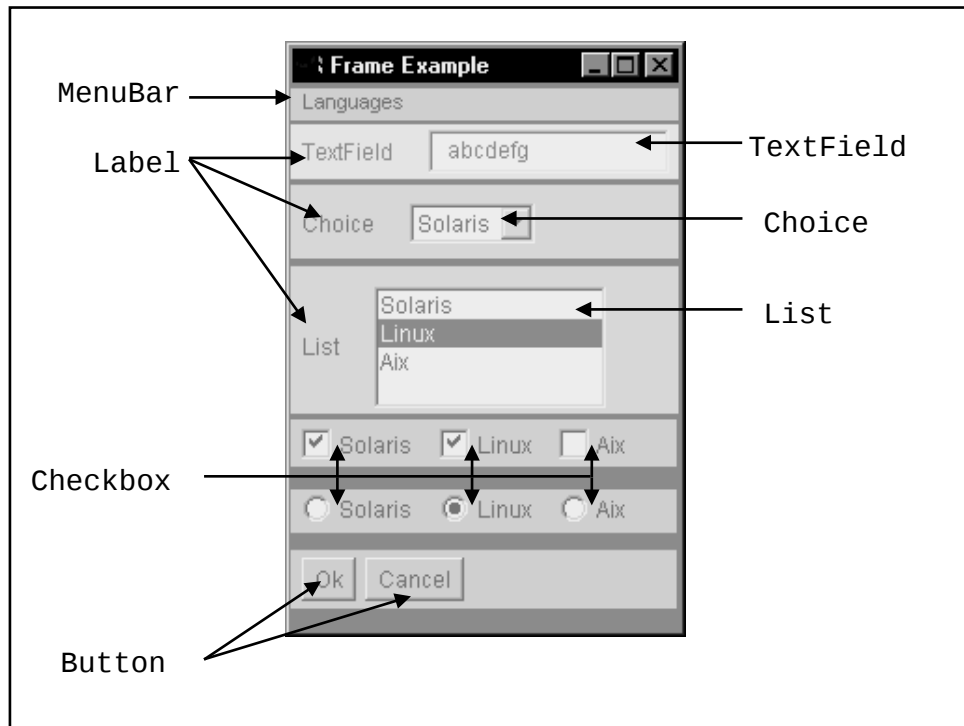 Frame Example
MenuBar
Languages
Label
TextField
abcdefg
TextField
Choice
Solaris
Choice
List
Solaris
Linux
Aix
List
Solaris
Linux
Aix
Checkbox
Solaris
Linux
Aix
Ok
Cancel
Button